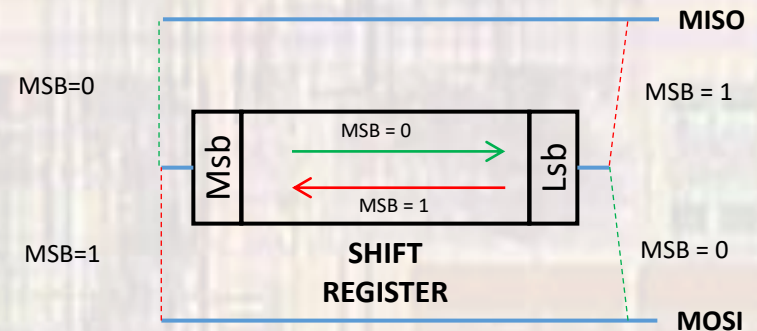 MISO
MSB=0
MSB = 1
MSB = 0
Msb
Lsb
MSB = 1
MSB=1
SHIFT
REGISTER
MSB = 0
MOSI